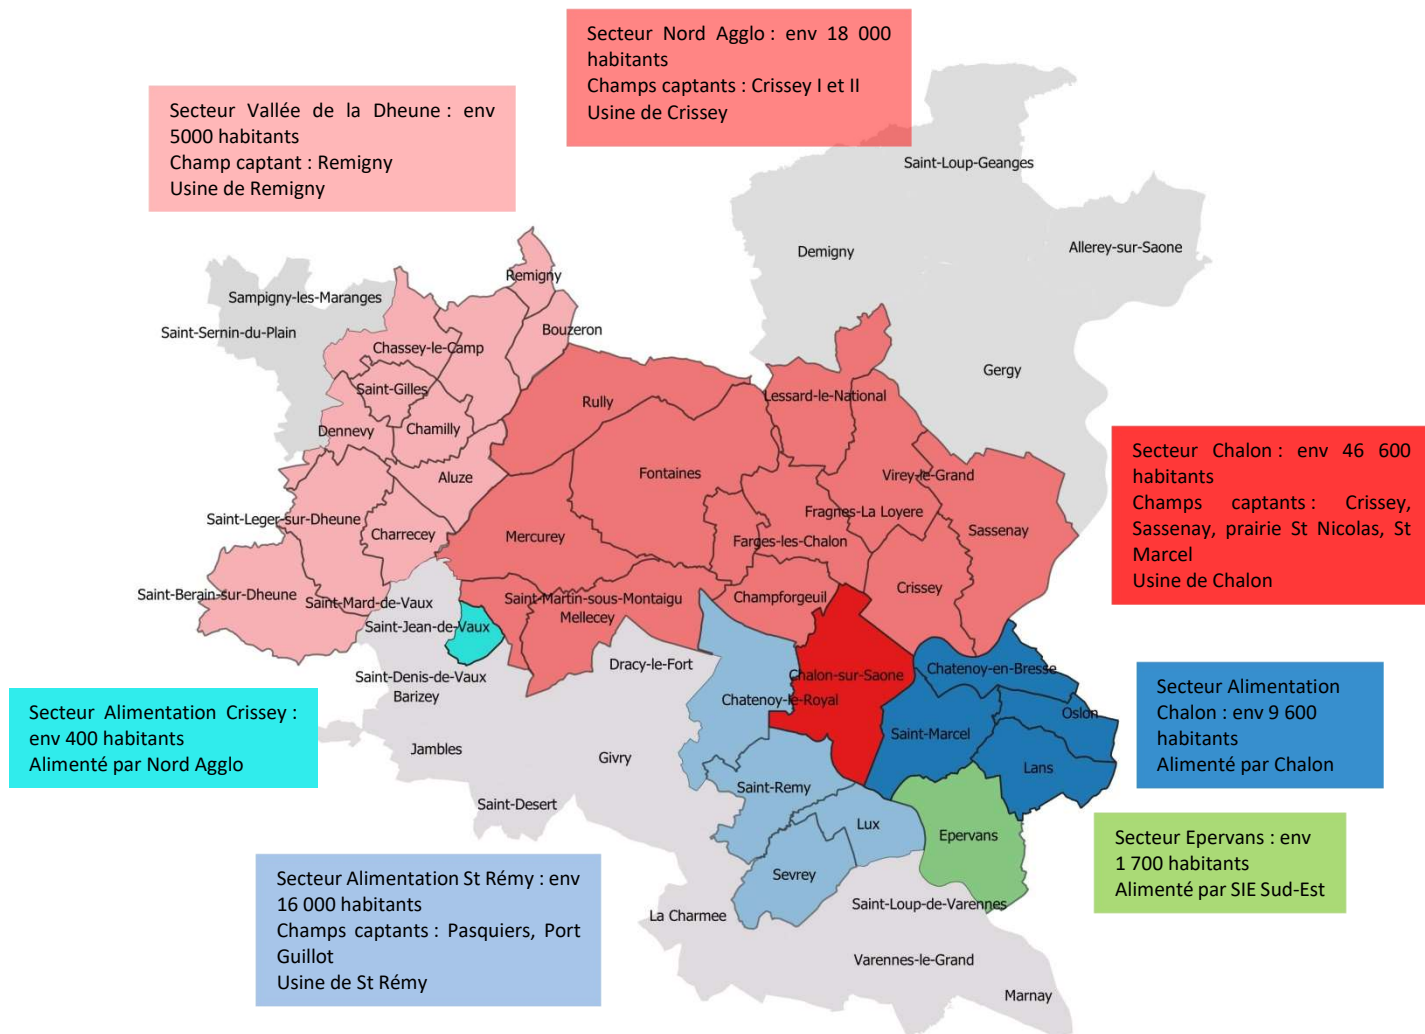 Secteur Nord Agglo : env 18 000
habitants
Champs captants : Crissey I et II
Usine de Crissey
Secteur Vallée de la Dheune : env
5000 habitants
Champ captant : Remigny
Usine de Remigny
Saint-Loup-Geanges
Demigny
Allerey-sur-Saone
Remigny
Sampigny-les-Maranges
Saint-Sernin-du-Plain
Bouzeron
Chassey-le-Camp
Gergy
Saint-Gilles
Rully
Lessard-le-National
Dennevy
Chamilly
Aluze
Fontaines
Virey-le-Grand
Secteur Chalon : env 46 600
habitants
Champs captants : Crissey,
Sassenay, prairie St Nicolas, St
Marcel
Usine de Chalon
Saint-Leger-sur-Dheune
Charrecey
Mercurey
Fragnes-La Loyere
Farges-les-Chalon
Sassenay
Saint-Berain-sur-Dheune
Saint-Mard-de-Vaux
Saint-Martin-sous-Montaigu
Mellecey
Champforgeuil
Crissey
Saint-Jean-de-Vaux
Dracy-le-Fort
Saint-Denis-de-Vaux
Barizey
Chalon-sur-Saone
Chatenoy-en-Bresse
Chatenoy-le-Royal
Oslon
Saint-Marcel
Lans
Secteur Alimentation
Chalon : env 9 600
habitants
Alimenté par Chalon
Secteur Alimentation Crissey :
env 400 habitants
Alimenté par Nord Agglo
Jambles
Givry
Saint-Desert
Saint-Remy
Lux
Epervans
Sevrey
Secteur Epervans : env
1 700 habitants
Alimenté par SIE Sud-Est
Secteur Alimentation St Rémy : env
16 000 habitants
Champs captants : Pasquiers, Port
Guillot
Usine de St Rémy
La Charmee
Saint-Loup-de-Varennes
Varennes-le-Grand
Marnay